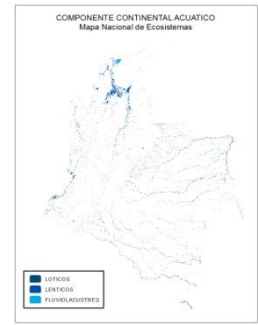 COMPONENTE CONTINENTAL ACUATICO
Mapa Nacional de Ecosistemas
LOTICOS
LENTICOS
FLUVIOLACUSTRES